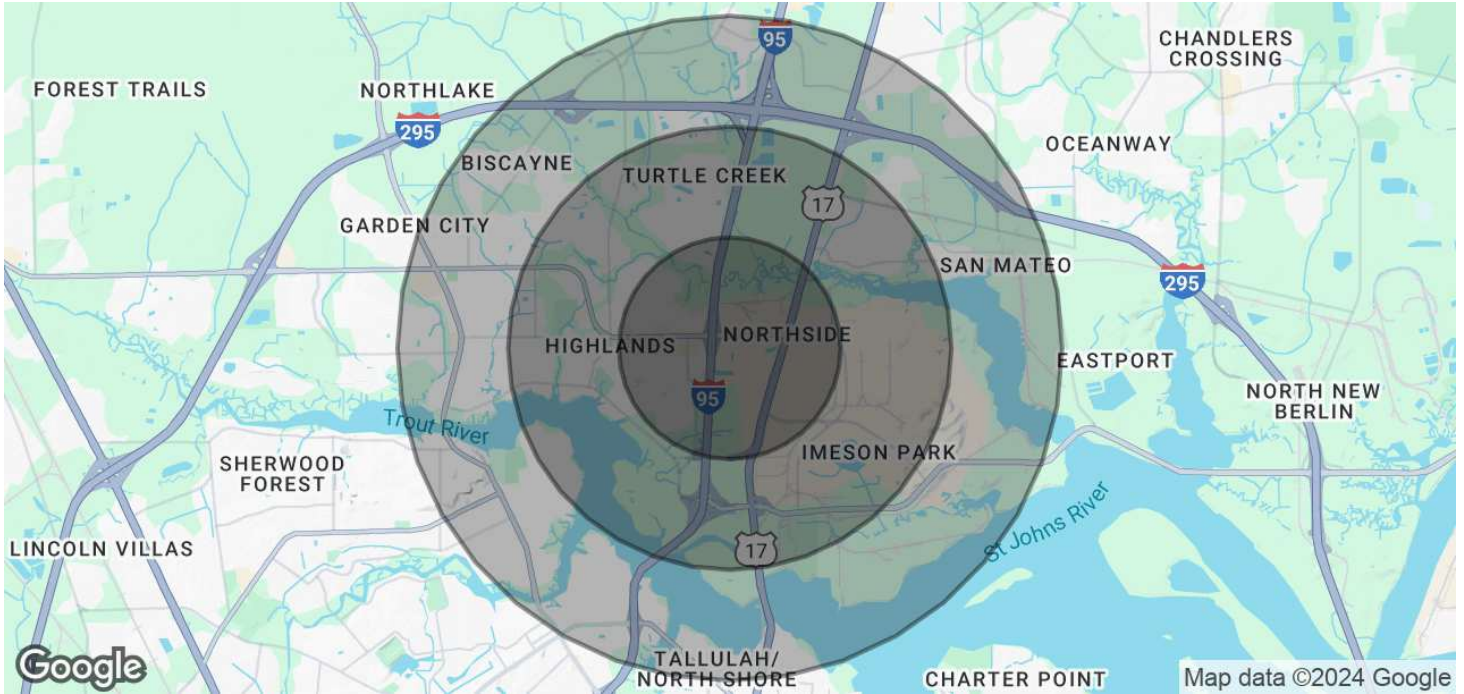 95
CHANDLERS
CROSSING
FOREST TRAILS
NORTHLAKE
295
OCEANWAY
BISCAYNE
TURTLE CREEK
17
GARDEN CITY
SAN MATEO
295
NORTHSIDE
HIGHLANDS
EASTPORT
95
NORTH NEW
BERLIN
Trout River
IMESON PARK
SHERWOOD
FOREST
St Johns River
LINCOLN VILLAS
17
TALLULAH/
NORTH SHORE
CHARTER POINT
Google
Map data ©2024 Google